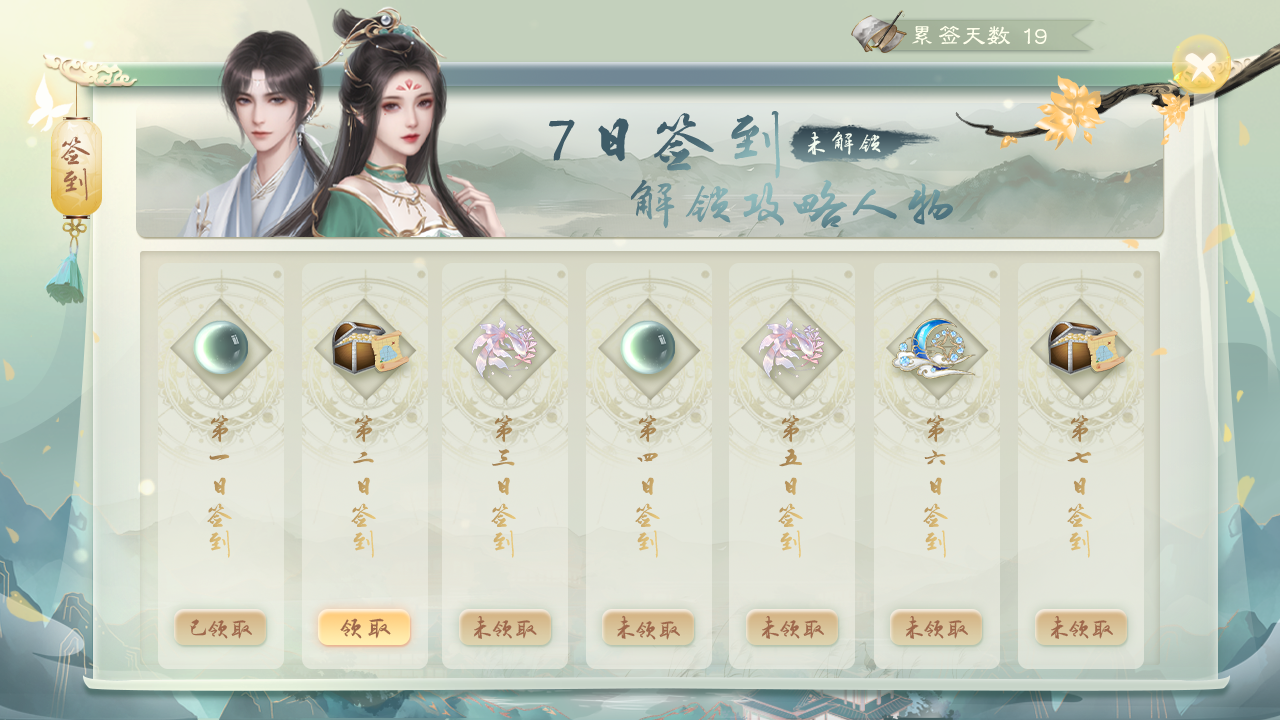 累签天数 19
签到
7日签到
未解锁
解锁攻略人物
第一日签到
第二日签到
第三日签到
第四日签到
第五日签到
第六日签到
第七日签到
已领取
领取
未领取
未领取
未领取
未领取
未领取